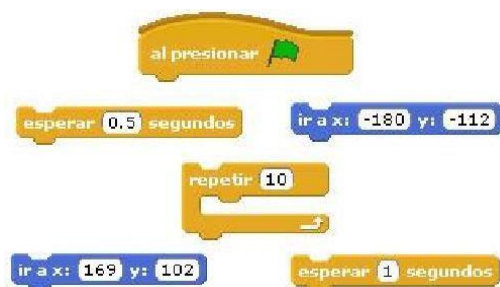 al presionar
esperar 0.5 segundos
ir a x: -180 y: -112
repetir 10
ir a x: 169 y: 102
esperar 1 segundos